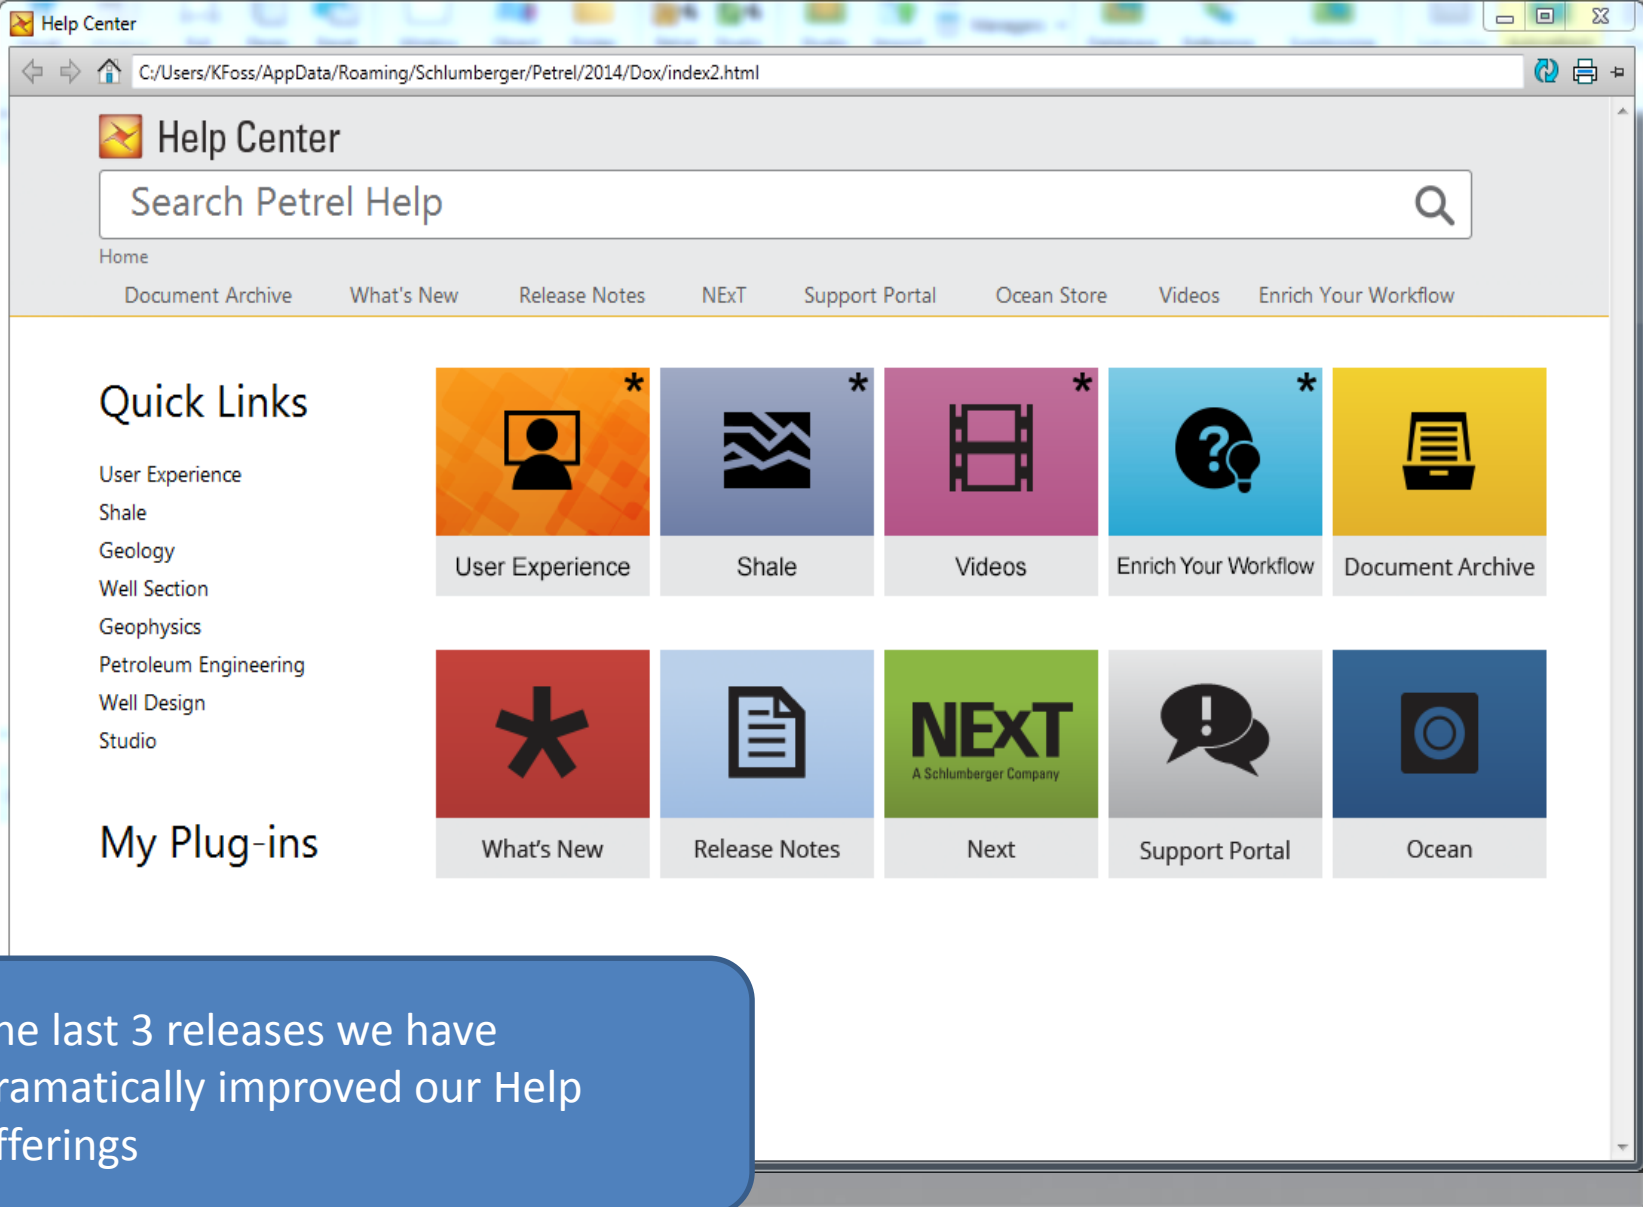 Help Center
C:/Users/KFoss/AppData/Roaming/Schlumberger/Petrel/2014/Dox/index2.html
Help Center
Search Petrel Help
Home
Document Archive What's New Release Notes NExT Support Portal Ocean Store Videos Enrich Your Workflow
Quick Links
User Experience
Shale
Geology
Well Section
Geophysics
Petroleum Engineering
Well Design
Studio
My Plug-ins
* * * *
User Experience Shale Videos Enrich Your Workflow Document Archive
NExT
A Schlumberger Company
What's New Release Notes Next Support Portal Ocean
he last 3 releases we have
ramatically improved our Help
fferings